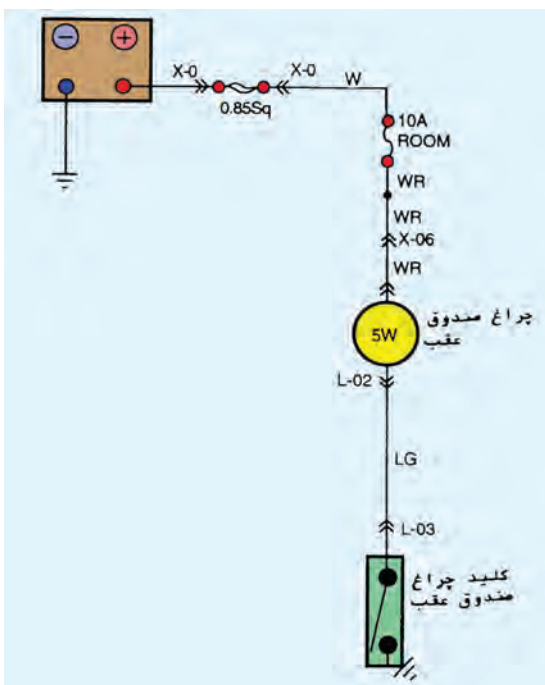 − +
X-0 X-0 W
0.85Sq
10A
ROOM
WR
WR
X-06
WR
5W
چراغ صندوق
عقب
L-02
LG
L-03
کلید چراغ
صندوق عقب